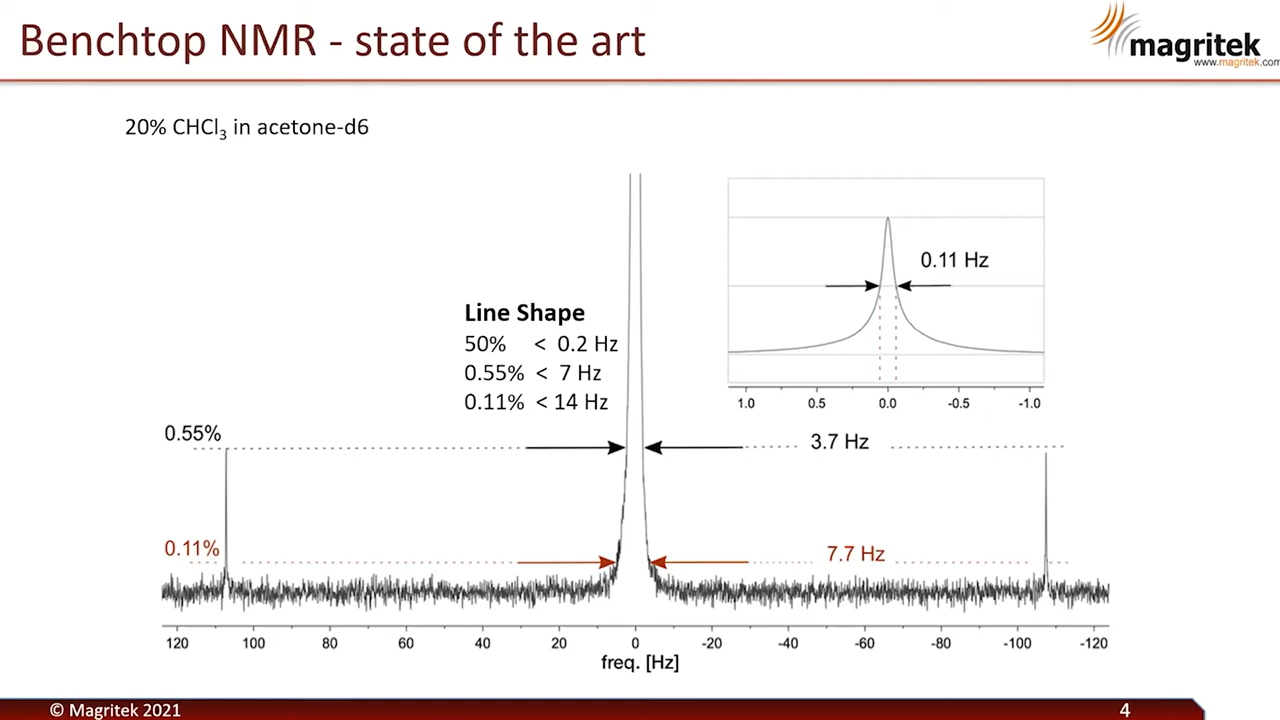 Benchtop NMR - state of the art
magritek
www.magritek.com
20% CHCl₃ in acetone-d6
0.11 Hz
1.0 0.5 0.0 -0.5 -1.0
Line Shape
50% < 0.2 Hz
0.55% < 7 Hz
0.11% < 14 Hz
0.55%
3.7 Hz
0.11%
7.7 Hz
120 100 80 60 40 20 0 -20 -40 -60 -80 -100 -120
freq. [Hz]
© Magritek 2021
4